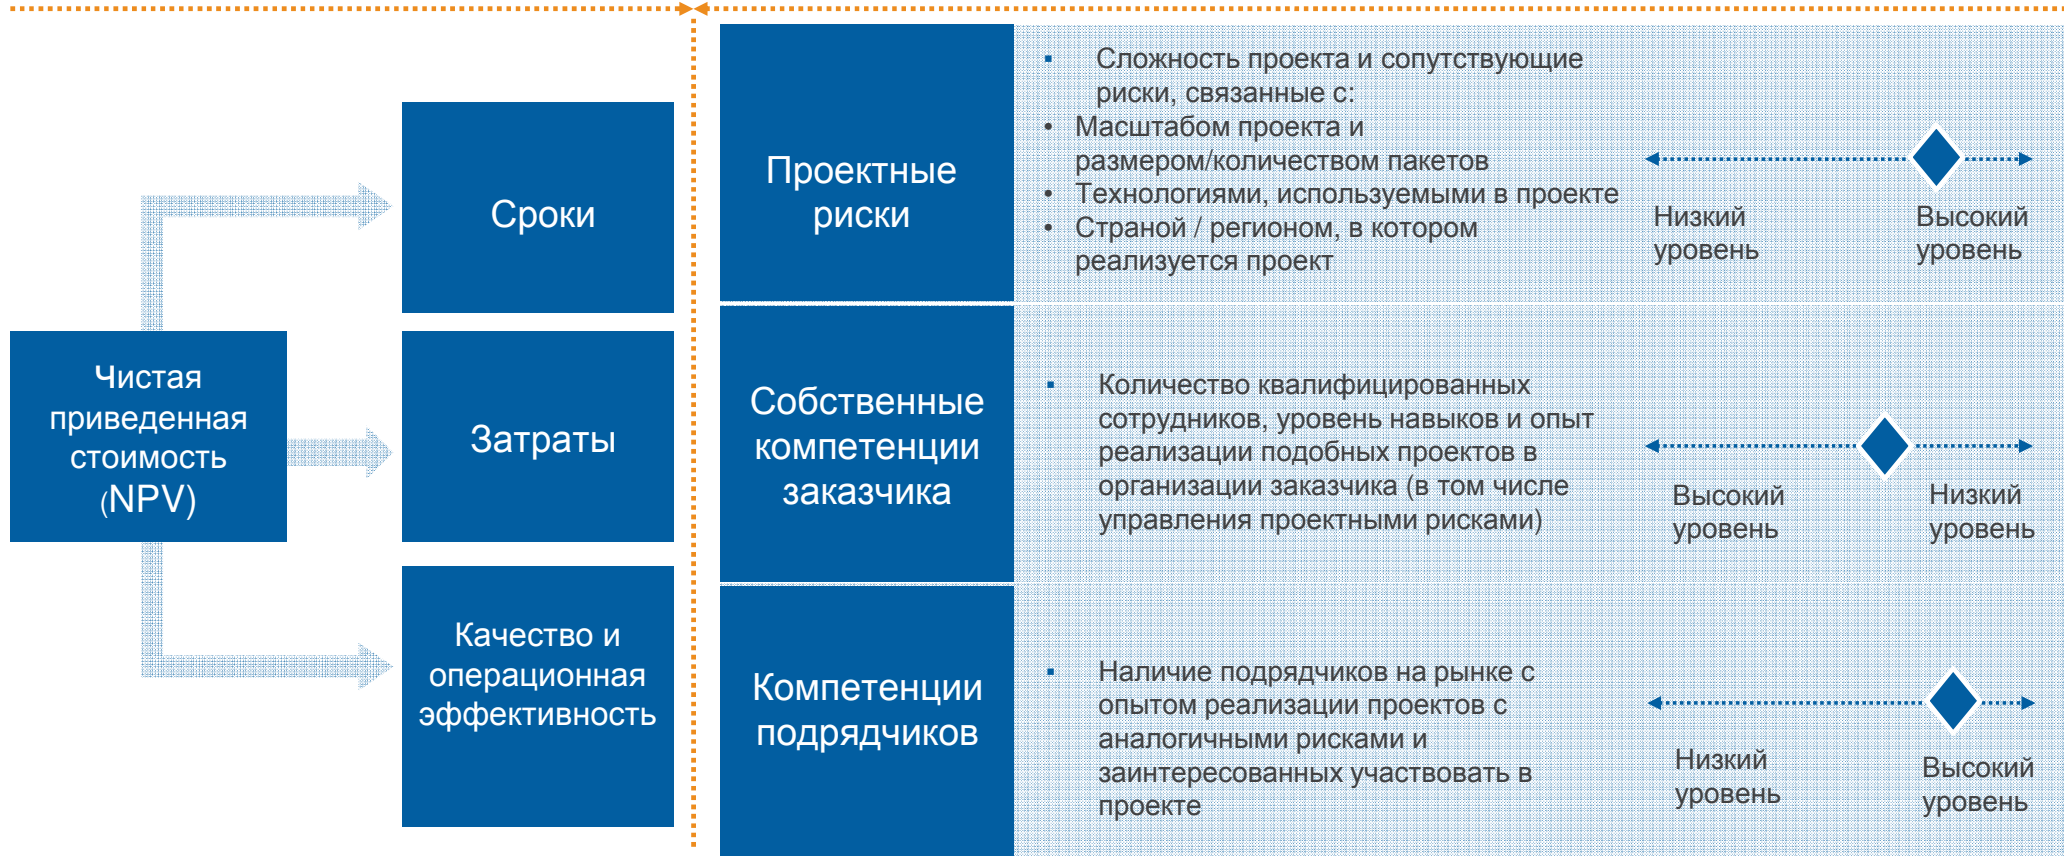 Чистая
приведенная
стоимость
(NPV)
Сроки
Затраты
Качество и
операционная
эффективность
Проектные
риски
▪ Сложность проекта и сопутствующие
риски, связанные с:
• Масштабом проекта и
размером/количеством пакетов
• Технологиями, используемыми в проекте
• Страной / регионом, в котором
реализуется проект
Низкий
уровень
Высокий
уровень
Собственные
компетенции
заказчика
▪ Количество квалифицированных
сотрудников, уровень навыков и опыт
реализации подобных проектов в
организации заказчика (в том числе
управления проектными рисками)
Высокий
уровень
Низкий
уровень
Компетенции
подрядчиков
▪ Наличие подрядчиков на рынке с
опытом реализации проектов с
аналогичными рисками и
заинтересованных участвовать в
проекте
Низкий
уровень
Высокий
уровень